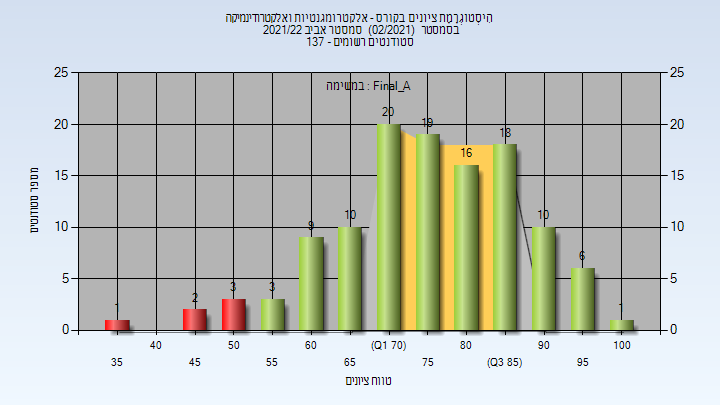 היסטוגרמת ציונים בקורס - אלקטרומגנטיות ואלקטרודינמיקה
בסמסטר (02/2021) סמסטר אביב 2021/22
סטודנטים רשומים - 137
במשימה : Final_A
מספר סטודנטים
25 25
20 20
15 15
10 10
5 5
0 0
1 2 3 3 9 10 20 19 16 18 10 6 1
40 50 60 (Q1 70) 80 90 100
35 45 55 65 75 (Q3 85) 95
טווח ציונים